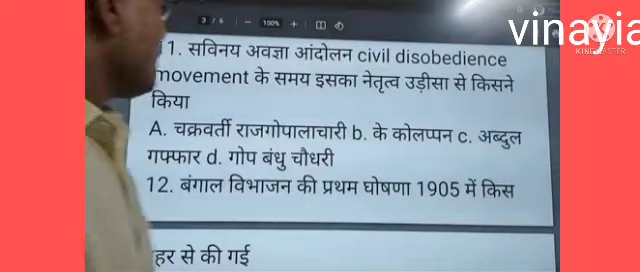 3 / 6 — 100% +
vinayia
KINEMASTER
11. सविनय अवज्ञा आंदोलन civil disobedience
movement के समय इसका नेतृत्व उड़ीसा से किसने
किया
A. चक्रवर्ती राजगोपालाचारी b. के कोलप्पन c. अब्दुल
गफ्फार d. गोप बंधु चौधरी
12. बंगाल विभाजन की प्रथम घोषणा 1905 में किस
हर से की गई